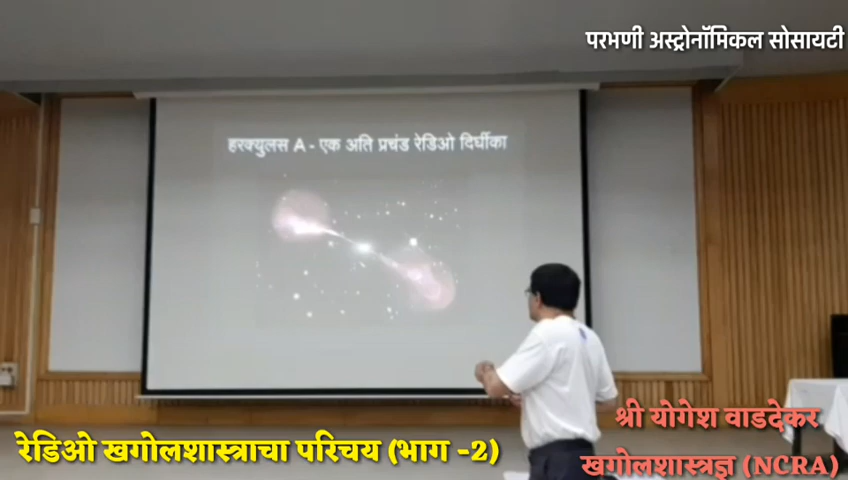 परभणी अस्ट्रोनॉमिकल सोसायटी
हरक्युलस A - एक अति प्रचंड रेडिओ दिर्घीका
रेडिओ खगोलशास्त्राचा परिचय (भाग -2)
श्री योगेश वाडदेकर
खगोलशास्त्रज्ञ (NCRA)